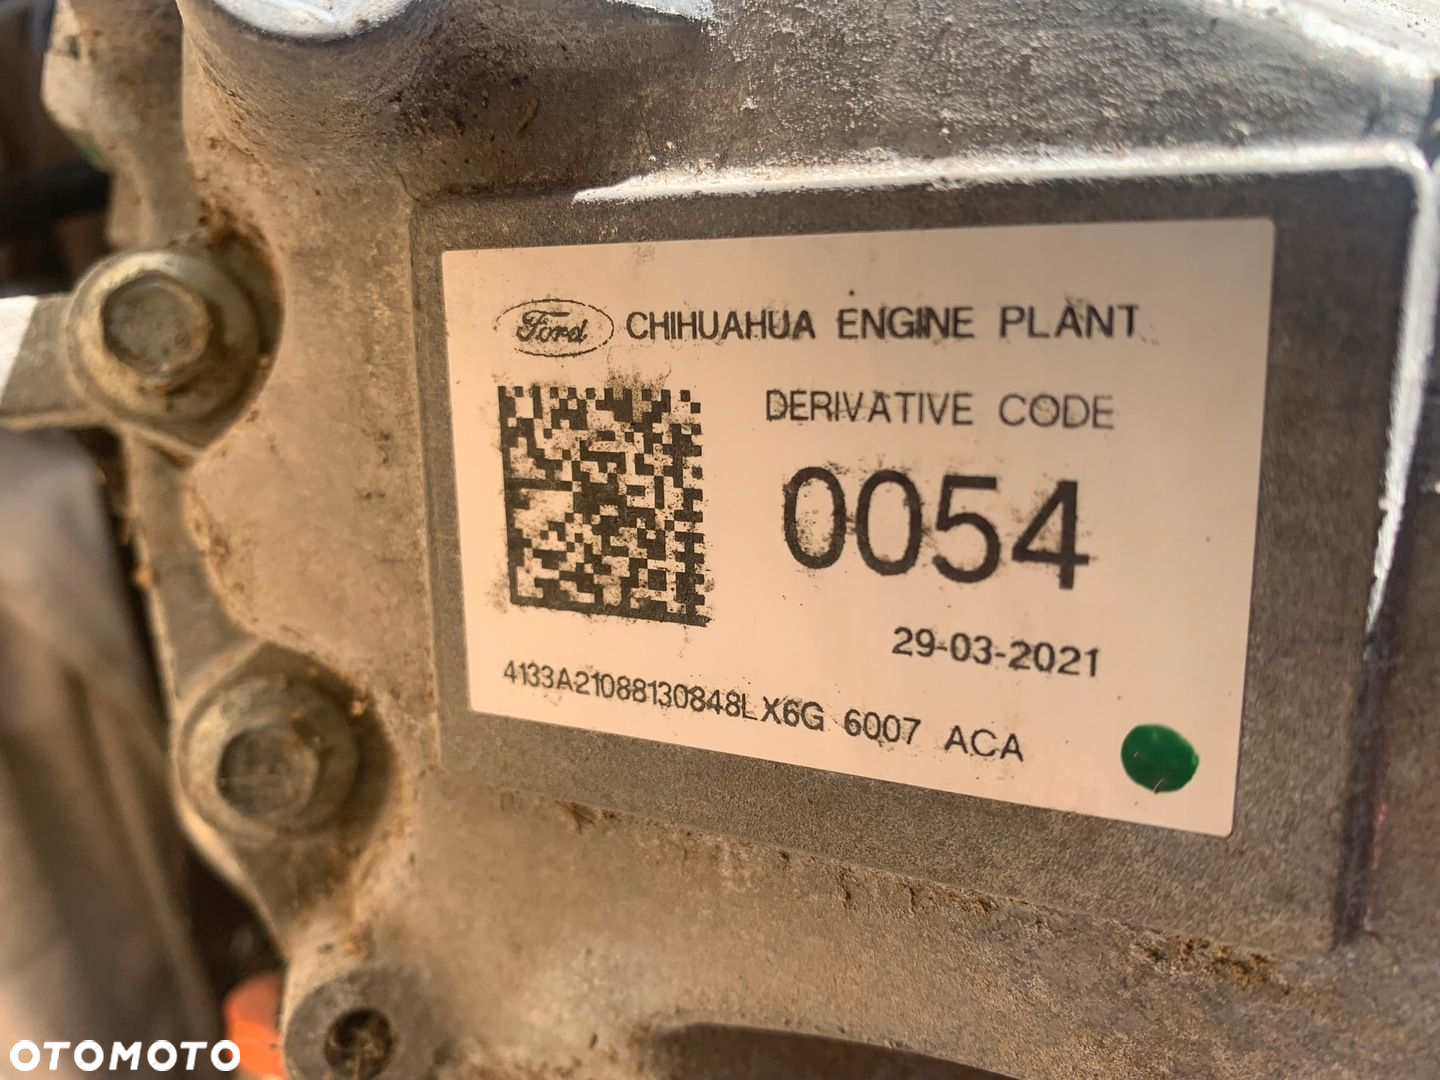 Ford CHIHUAHUA ENGINE PLANT
DERIVATIVE CODE
0054
29-03-2021
4133A21088130848LX6G 6007 ACA
OTOMOTO